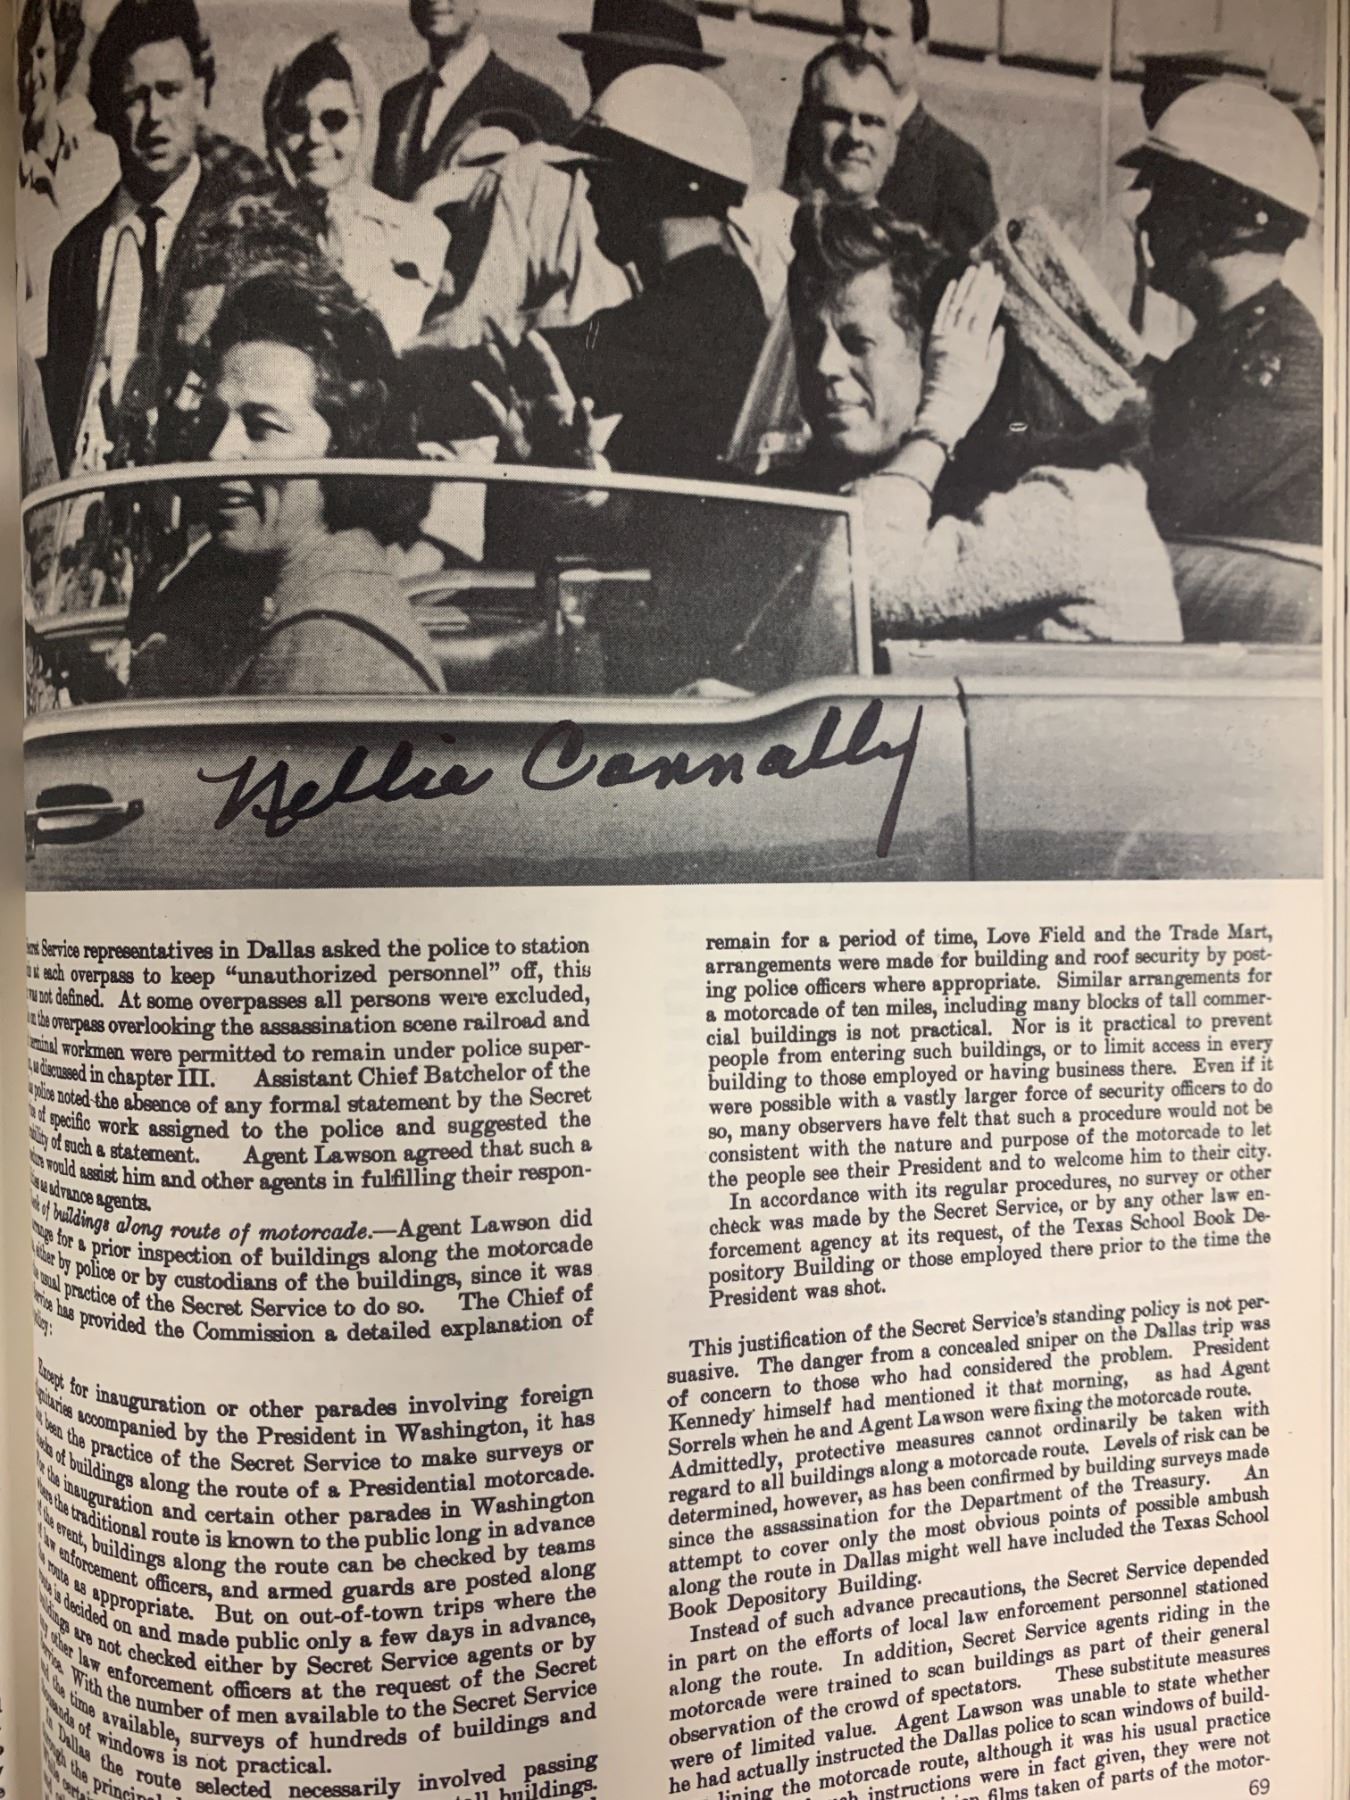 Nellie Connally
Service representatives in Dallas asked the police to station
at each overpass to keep “unauthorized personnel” off, this
was not defined. At some overpasses all persons were excluded,
on the overpass overlooking the assassination scene railroad and
terminal workmen were permitted to remain under police super-
as discussed in chapter III. Assistant Chief Batchelor of the
police noted the absence of any formal statement by the Secret
of specific work assigned to the police and suggested the
of such a statement. Agent Lawson agreed that such a
would assist him and other agents in fulfilling their respon-
as advance agents.
of buildings along route of motorcade.—Agent Lawson did
for a prior inspection of buildings along the motorcade
either by police or by custodians of the buildings, since it was
usual practice of the Secret Service to do so. The Chief of
Service has provided the Commission a detailed explanation of
Except for inauguration or other parades involving foreign
dignitaries accompanied by the President in Washington, it has
been the practice of the Secret Service to make surveys or
of buildings along the route of a Presidential motorcade.
For the inauguration and certain other parades in Washington
where the traditional route is known to the public long in advance
of the event, buildings along the route can be checked by teams
of law enforcement officers, and armed guards are posted along
the route as appropriate. But on out-of-town trips where the
route is decided on and made public only a few days in advance,
buildings are not checked either by Secret Service agents or by
any other law enforcement officers at the request of the Secret
Service. With the number of men available to the Secret Service
and the time available, surveys of hundreds of buildings and
thousands of windows is not practical.
In Dallas the route selected necessarily involved passing
through the principal buildings.
remain for a period of time, Love Field and the Trade Mart,
arrangements were made for building and roof security by post-
ing police officers where appropriate. Similar arrangements for
a motorcade of ten miles, including many blocks of tall commer-
cial buildings is not practical. Nor is it practical to prevent
people from entering such buildings, or to limit access in every
building to those employed or having business there. Even if it
were possible with a vastly larger force of security officers to do
so, many observers have felt that such a procedure would not be
consistent with the nature and purpose of the motorcade to let
the people see their President and to welcome him to their city.
In accordance with its regular procedures, no survey or other
check was made by the Secret Service, or by any other law en-
forcement agency at its request, of the Texas School Book De-
pository Building or those employed there prior to the time the
President was shot.
This justification of the Secret Service's standing policy is not per-
suasive. The danger from a concealed sniper on the Dallas trip was
of concern to those who had considered the problem. President
Kennedy himself had mentioned it that morning, as had Agent
Sorrels when he and Agent Lawson were fixing the motorcade route.
Admittedly, protective measures cannot ordinarily be taken with
regard to all buildings along a motorcade route. Levels of risk can be
determined, however, as has been confirmed by building surveys made
since the assassination for the Department of the Treasury. An
attempt to cover only the most obvious points of possible ambush
along the route in Dallas might well have included the Texas School
Book Depository Building.
Instead of such advance precautions, the Secret Service depended
in part on the efforts of local law enforcement personnel stationed
along the route. In addition, Secret Service agents riding in the
motorcade were trained to scan buildings as part of their general
observation of the crowd of spectators. These substitute measures
were of limited value. Agent Lawson was unable to state whether
he had actually instructed the Dallas police to scan windows of build-
lining the motorcade route, although it was his usual practice
instructions were in fact given, they were not
films taken of parts of the motor-
69